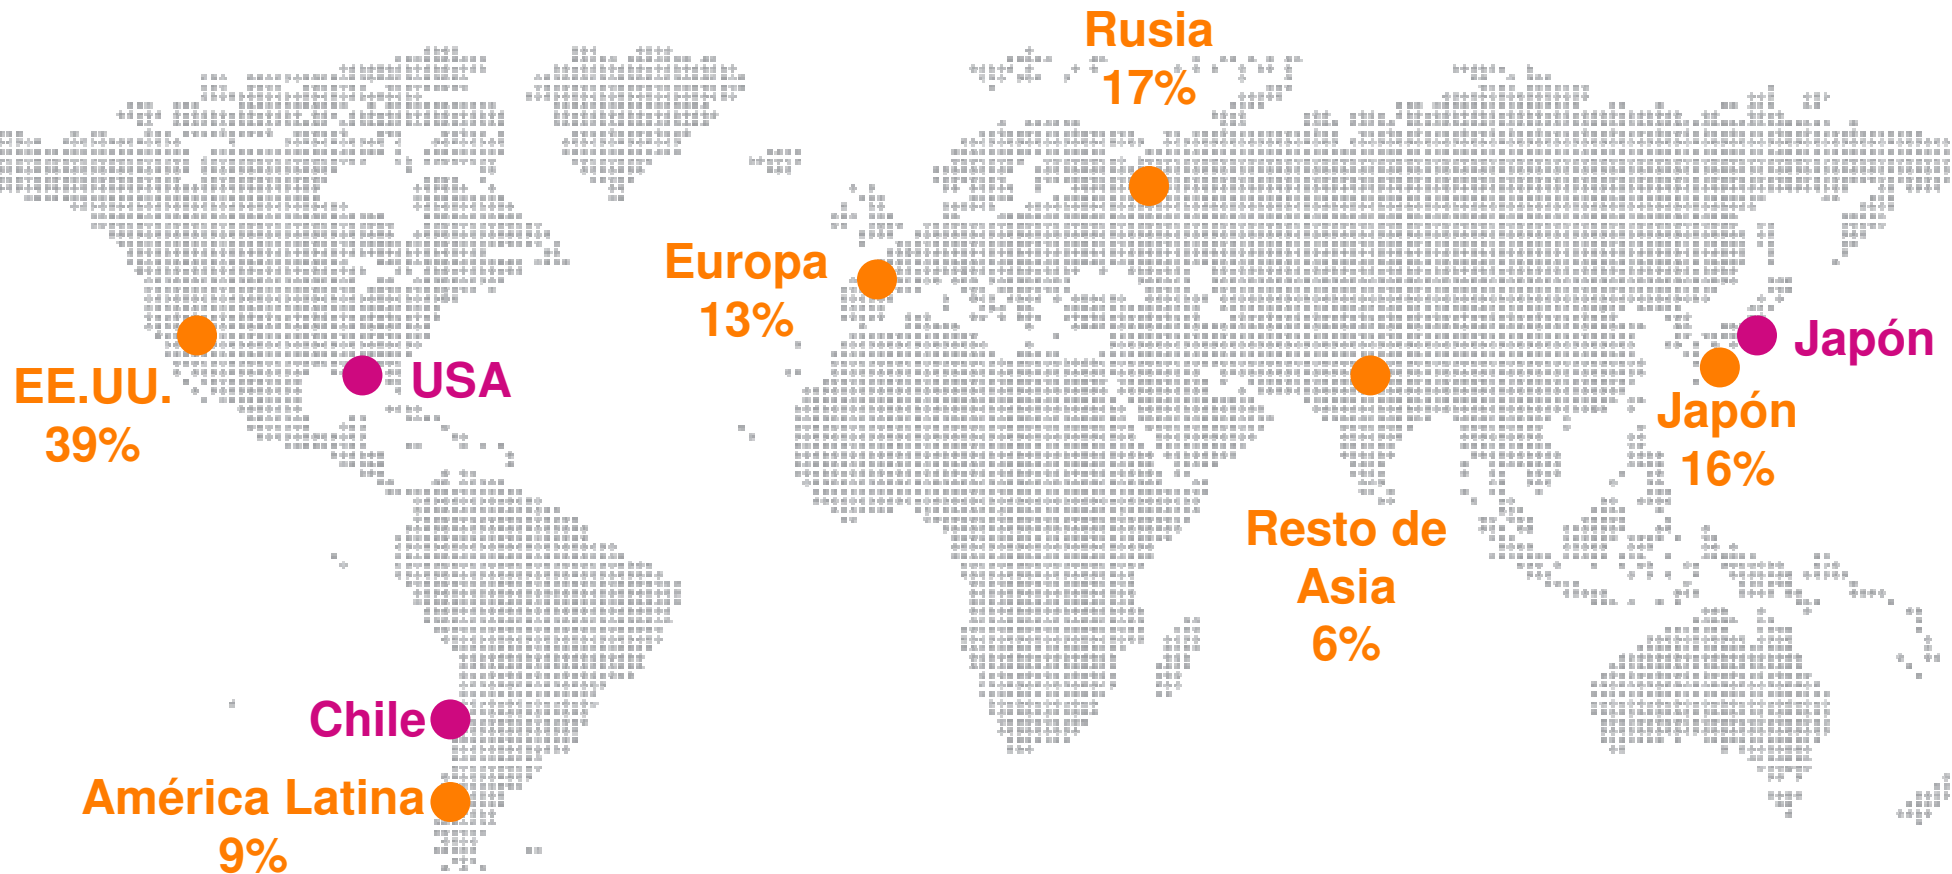 Rusia
17%
Europa
13%
EE.UU.
39%
USA
Japón
Japón
16%
Resto de
Asia
6%
Chile
América Latina
9%